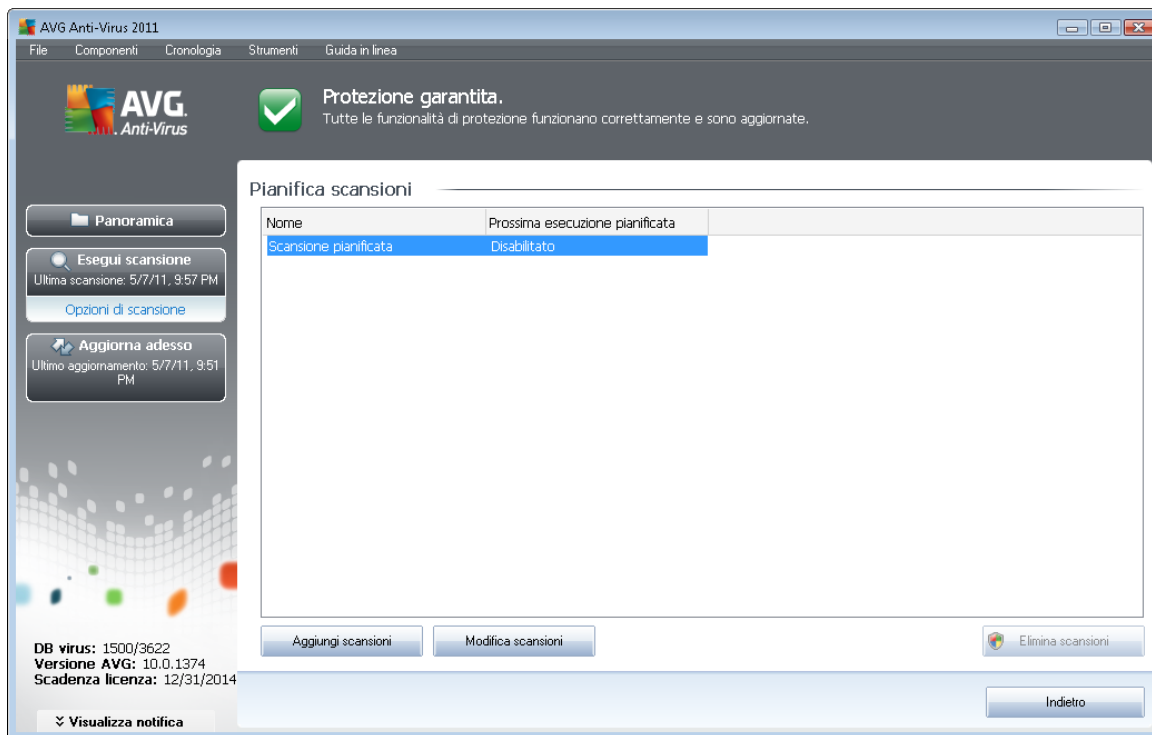 AVG Anti-Virus 2011
File Componenti Cronologia Strumenti Guida in linea
AVG.
Anti-Virus
Protezione garantita.
Tutte le funzionalità di protezione funzionano correttamente e sono aggiornate.
Panoramica
Esegui scansione
Ultima scansione: 5/7/11, 9:57 PM
Opzioni di scansione
Aggiorna adesso
Ultimo aggiornamento: 5/7/11, 9:51
PM
Pianifica scansioni
Nome Prossima esecuzione pianificata
Scansione pianificata Disabilitato
Aggiungi scansioni Modifica scansioni Elimina scansioni
DB virus: 1500/3622
Versione AVG: 10.0.1374
Scadenza licenza: 12/31/2014
Visualizza notifica
Indietro